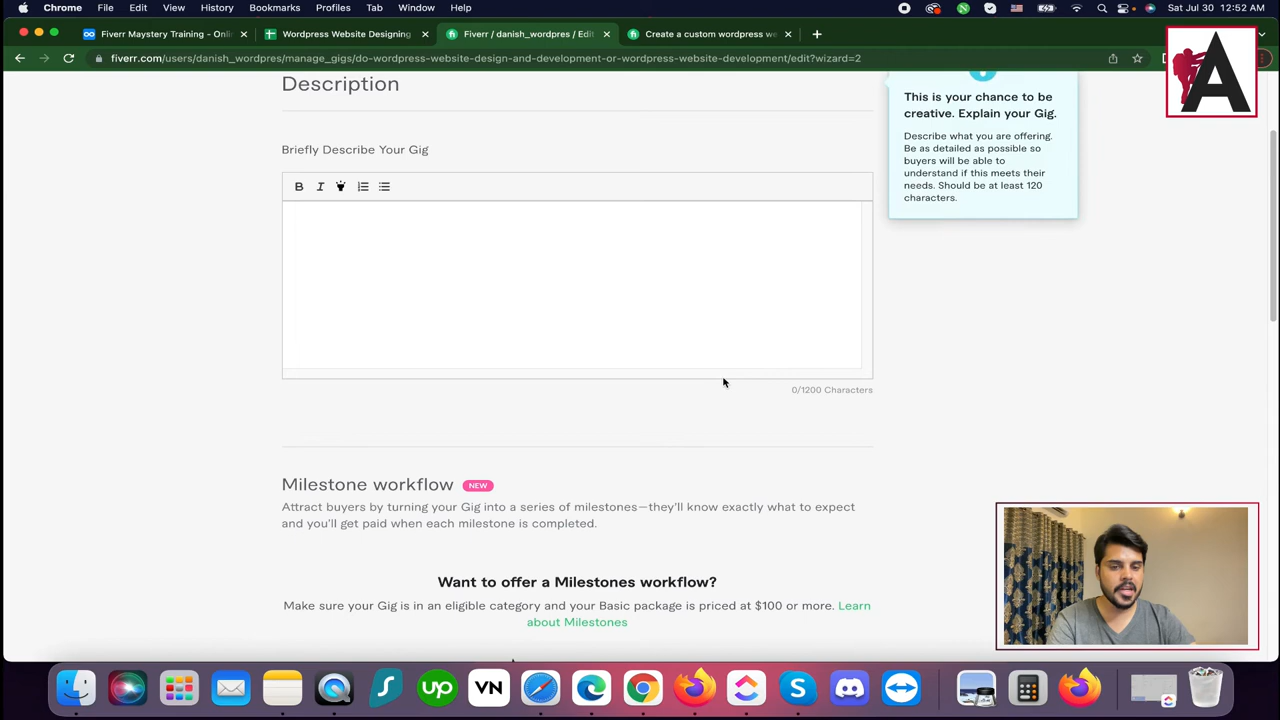 Chrome File Edit View History Bookmarks Profiles Tab Window Help Sat Jul 30 12:52 AM
Fiverr Maystery Training - Onli
Wordpress Website Designing
Fiverr / danish_wordpres / Edit
Create a custom wordpress we
fiverr.com/users/danish_wordpres/manage_gigs/do-wordpress-website-design-and-development-or-wordpress-website-development/edit?wizard=2
A
Description
Briefly Describe Your Gig
B I
0/1200 Characters
This is your chance to be
creative. Explain your Gig.
Describe what you are offering.
Be as detailed as possible so
buyers will be able to
understand if this meets their
needs. Should be at least 120
characters.
Milestone workflow NEW
Attract buyers by turning your Gig into a series of milestones—they'll know exactly what to expect
and you'll get paid when each milestone is completed.
Want to offer a Milestones workflow?
Make sure your Gig is in an eligible category and your Basic package is priced at $100 or more. Learn
about Milestones
up
VN
S